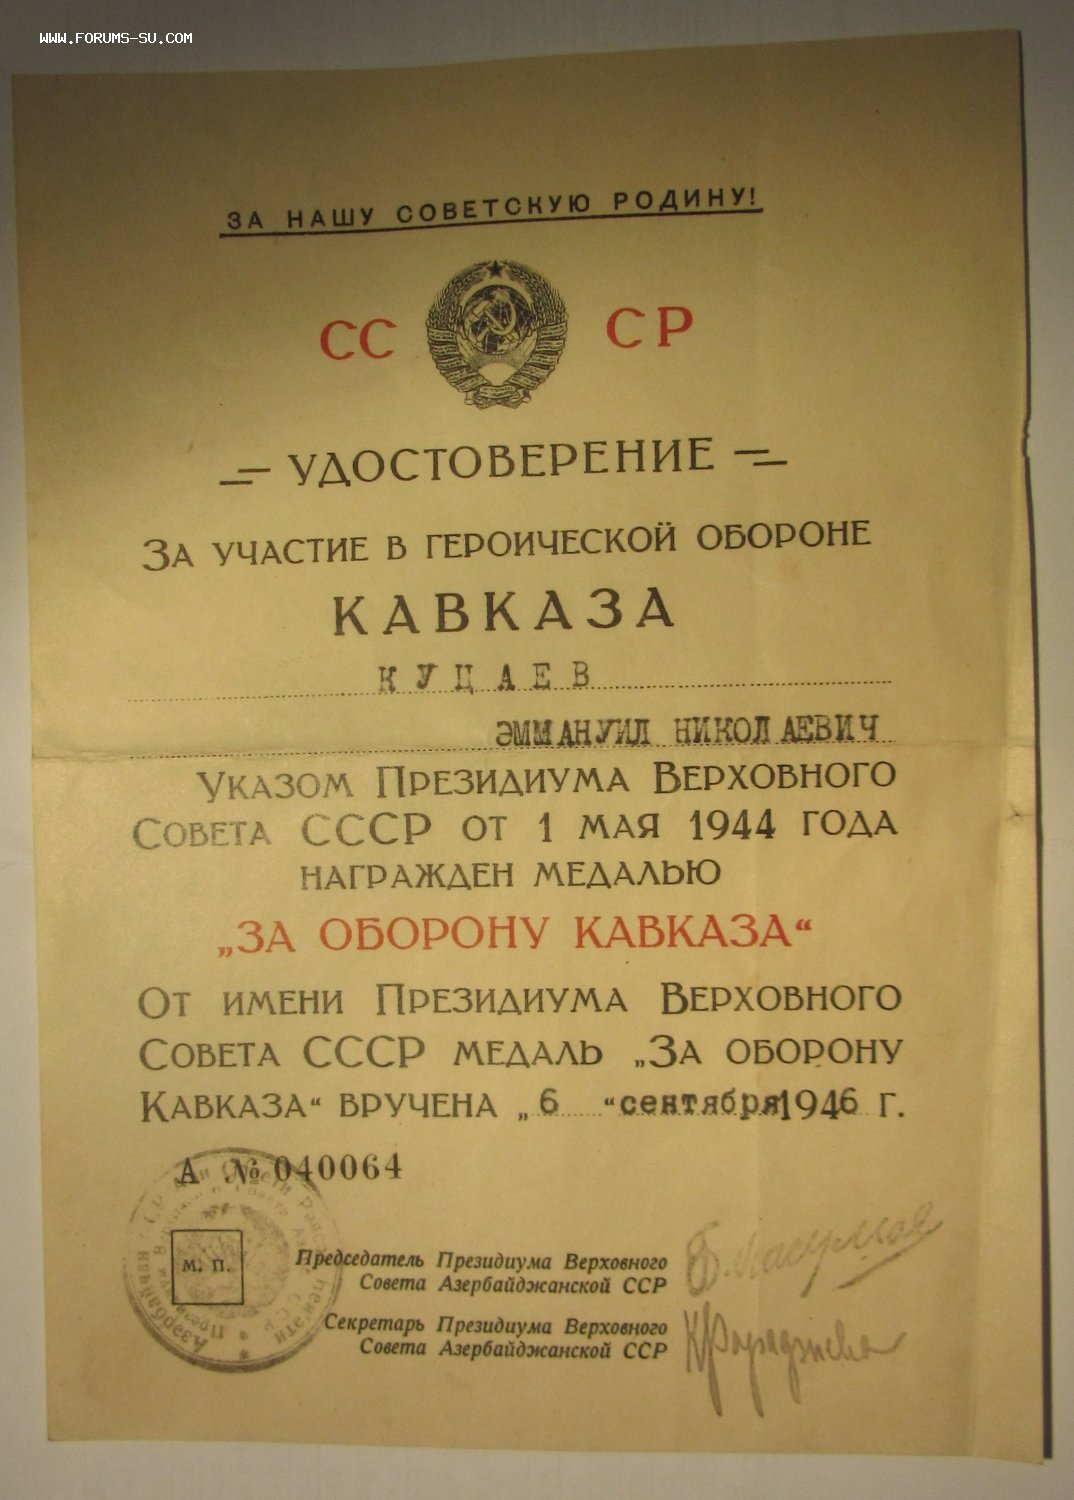 WWW.FORUMS-SU.COM
ЗА НАШУ СОВЕТСКУЮ РОДИНУ!
СС СР
УДОСТОВЕРЕНИЕ
ЗА УЧАСТИЕ В ГЕРОИЧЕСКОЙ ОБОРОНЕ
КАВКАЗА
КУЦАЕВ
ЭММАНУИЛ НИКОЛАЕВИЧ
УКАЗОМ ПРЕЗИДИУМА ВЕРХОВНОГО
СОВЕТА СССР ОТ 1 МАЯ 1944 ГОДА
НАГРАЖДЕН МЕДАЛЬЮ
„ЗА ОБОРОНУ КАВКАЗА“
ОТ ИМЕНИ ПРЕЗИДИУМА ВЕРХОВНОГО
СОВЕТА СССР МЕДАЛЬ „ЗА ОБОРОНУ
КАВКАЗА“ ВРУЧЕНА „6 “сентября 1946 Г.
А № 040064
М. П.
Председатель Президиума Верховного
Совета Азербайджанской ССР
Секретарь Президиума Верховного
Совета Азербайджанской ССР